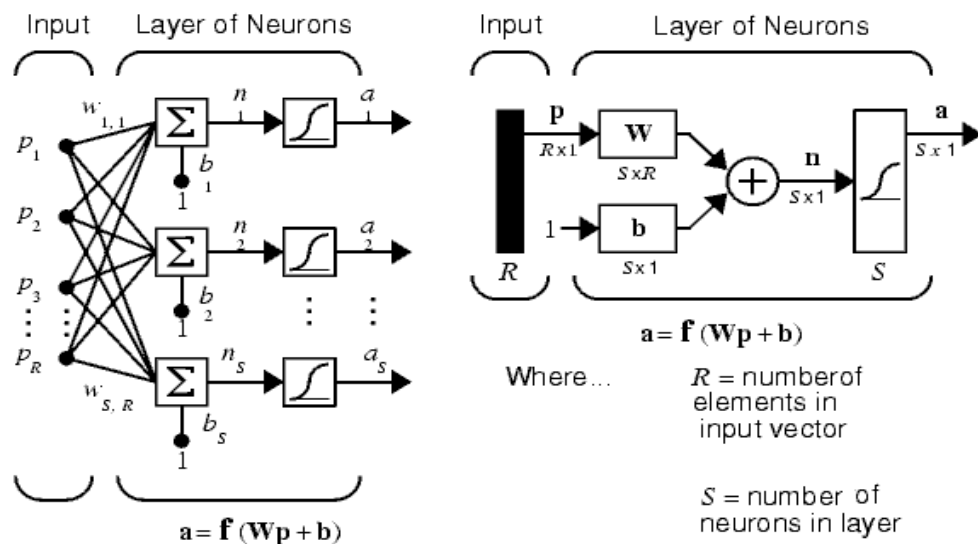 Input Layer of Neurons
w1,1 n1 a1
p1 Σ
b1
1
p2 n2 a2
Σ
p3 b2
1
pR nS aS
Σ
wS, R bS
1
a = f (Wp + b)
Input Layer of Neurons
p W a
R x 1 S x R S x 1
+ n
S x 1
1 b
R S x 1 S
a = f (Wp + b)
Where... R = numberof
elements in
input vector
S = number of
neurons in layer